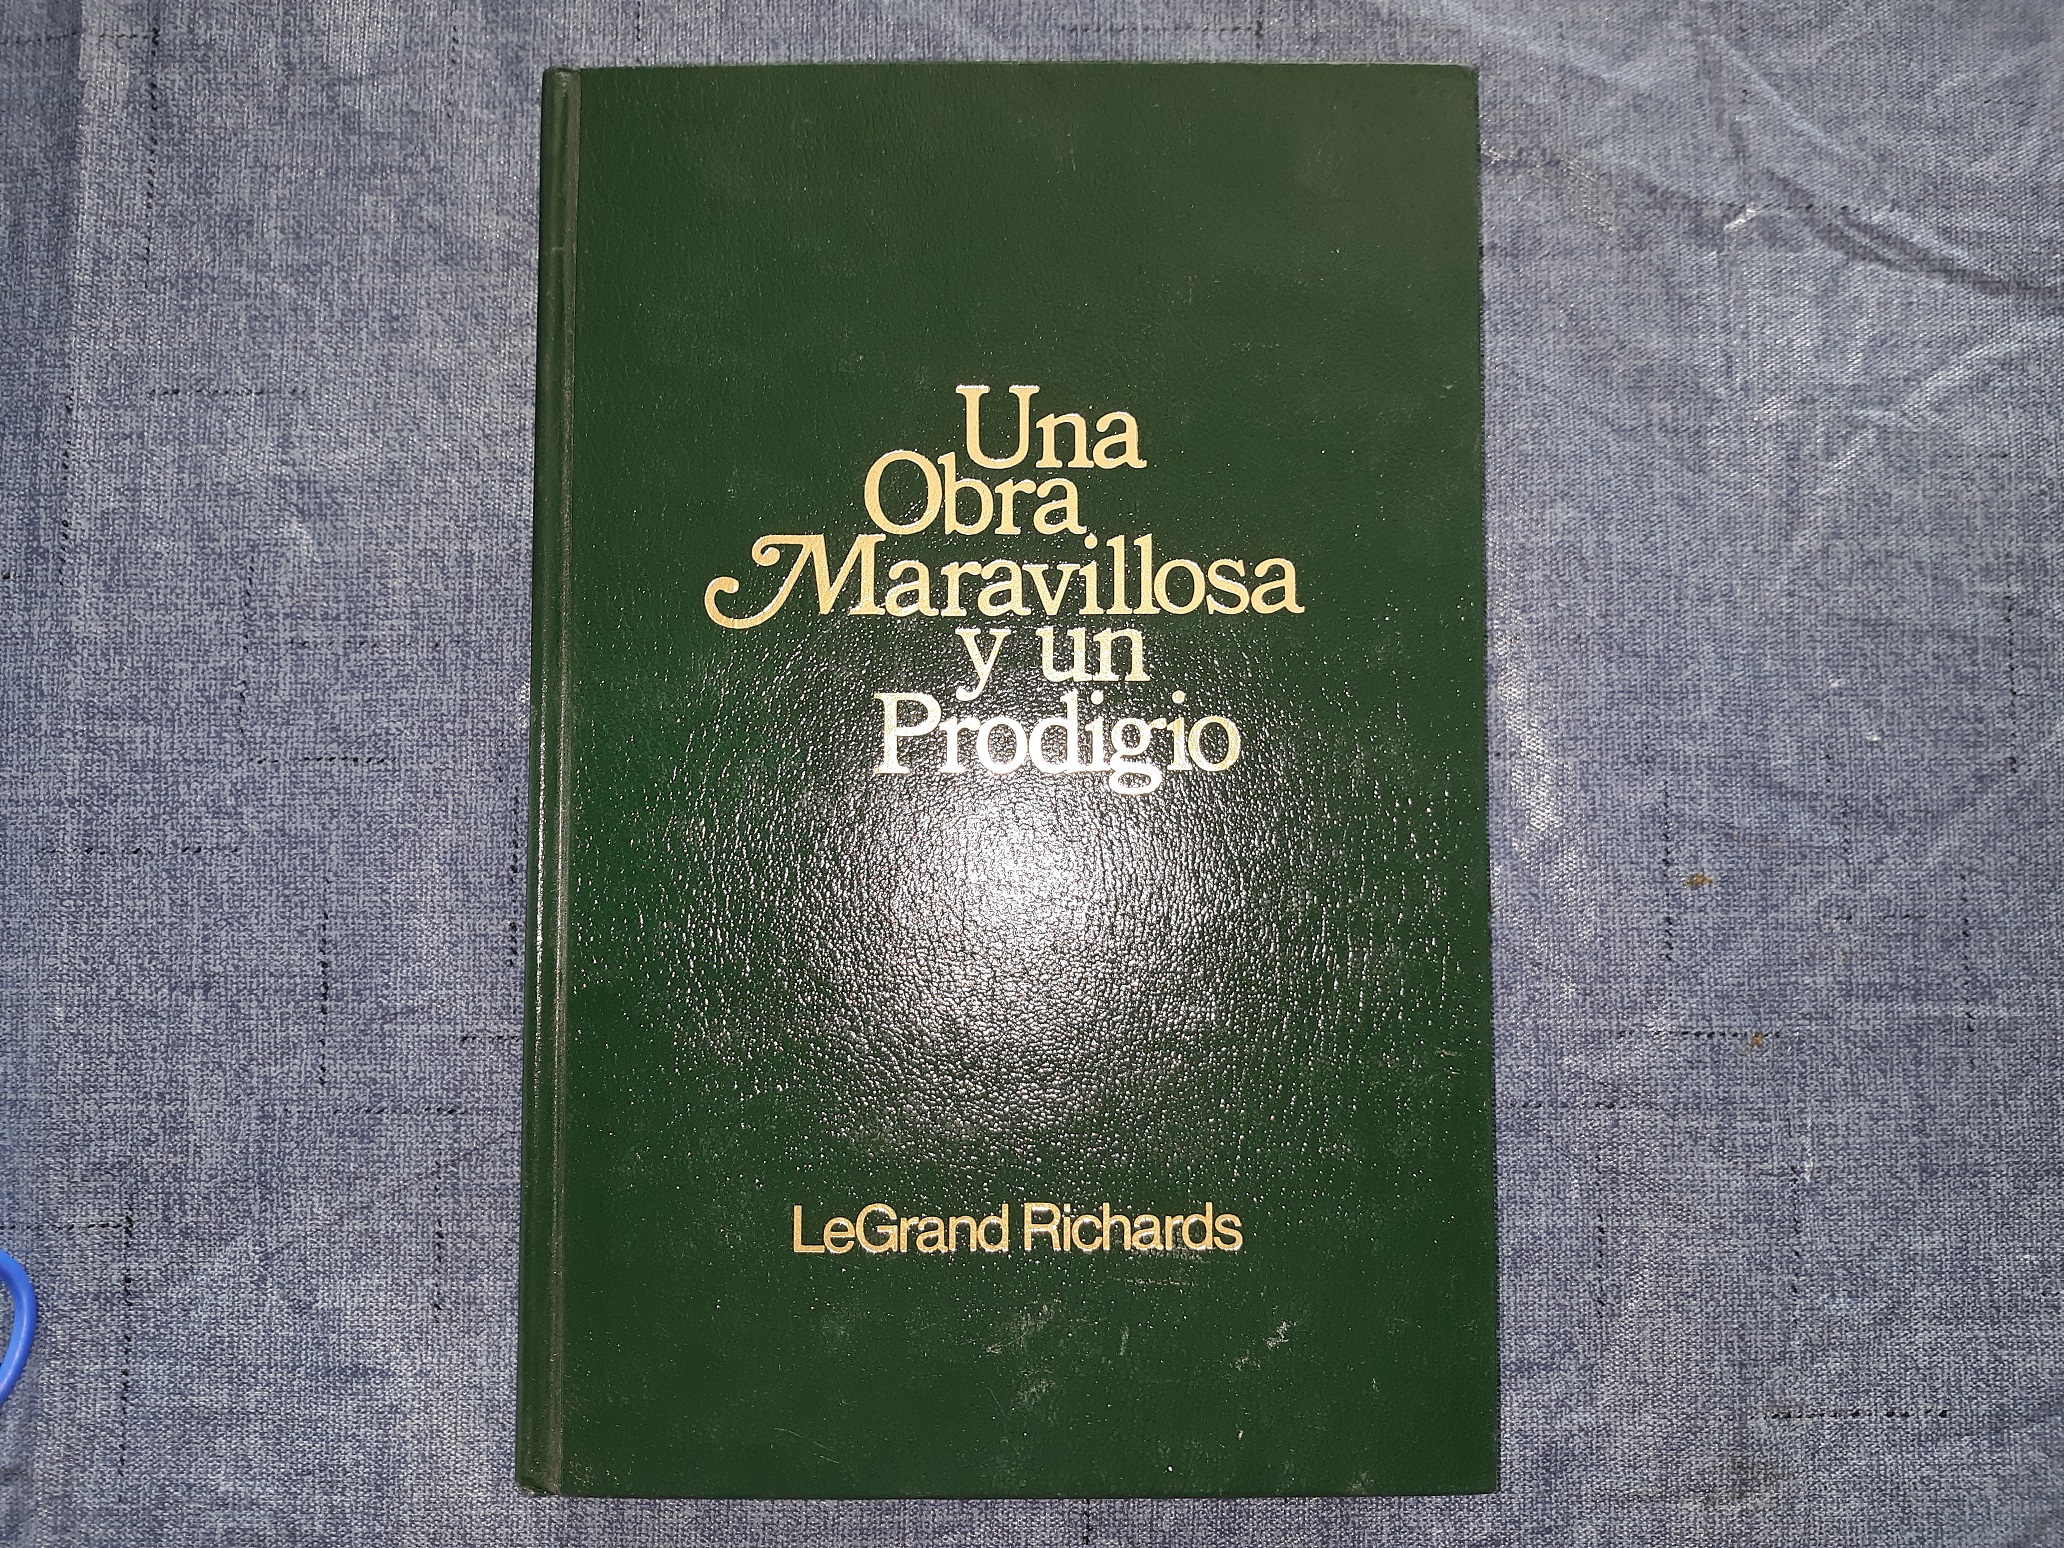 Una
Obra
Maravillosa
y un
Prodigio
LeGrand Richards